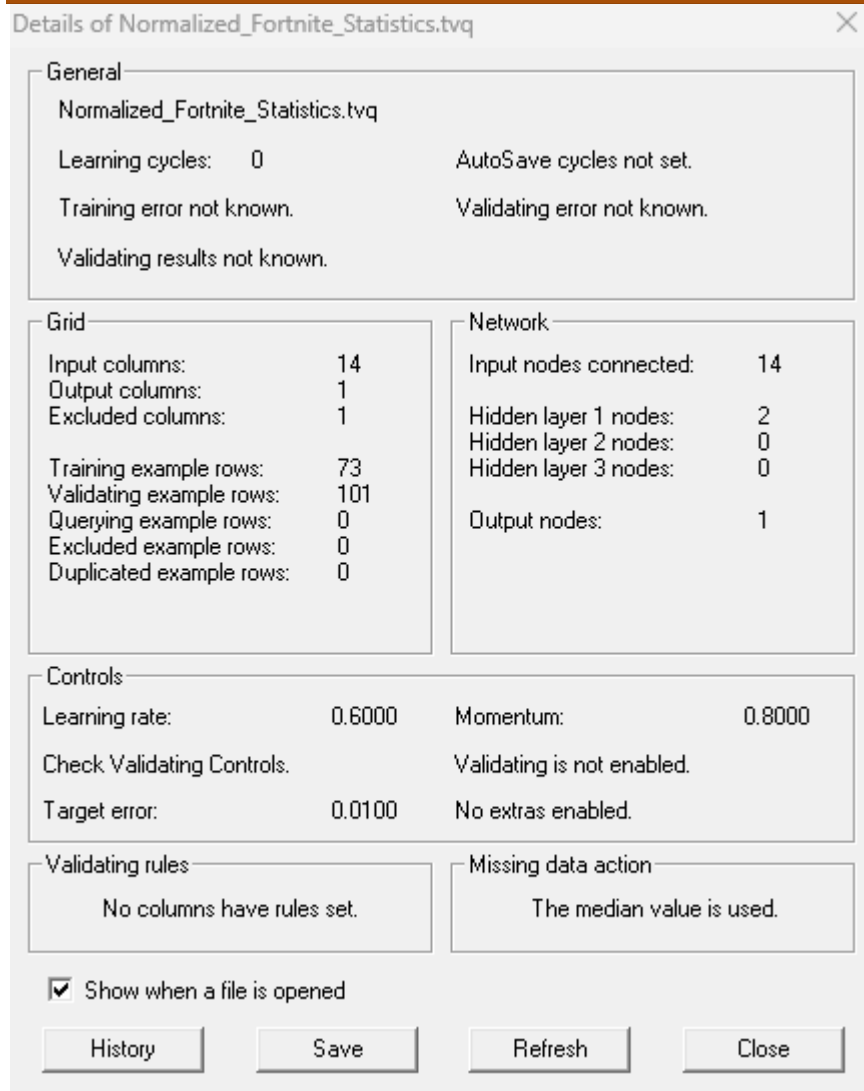 Details of Normalized_Fortnite_Statistics.tvq
General
Normalized_Fortnite_Statistics.tvq
Learning cycles: 0 AutoSave cycles not set.
Training error not known. Validating error not known.
Validating results not known.
Grid
Input columns: 14
Output columns: 1
Excluded columns: 1
Training example rows: 73
Validating example rows: 101
Querying example rows: 0
Excluded example rows: 0
Duplicated example rows: 0
Network
Input nodes connected: 14
Hidden layer 1 nodes: 2
Hidden layer 2 nodes: 0
Hidden layer 3 nodes: 0
Output nodes: 1
Controls
Learning rate: 0.6000 Momentum: 0.8000
Check Validating Controls. Validating is not enabled.
Target error: 0.0100 No extras enabled.
Validating rules
No columns have rules set.
Missing data action
The median value is used.
Show when a file is opened
History Save Refresh Close